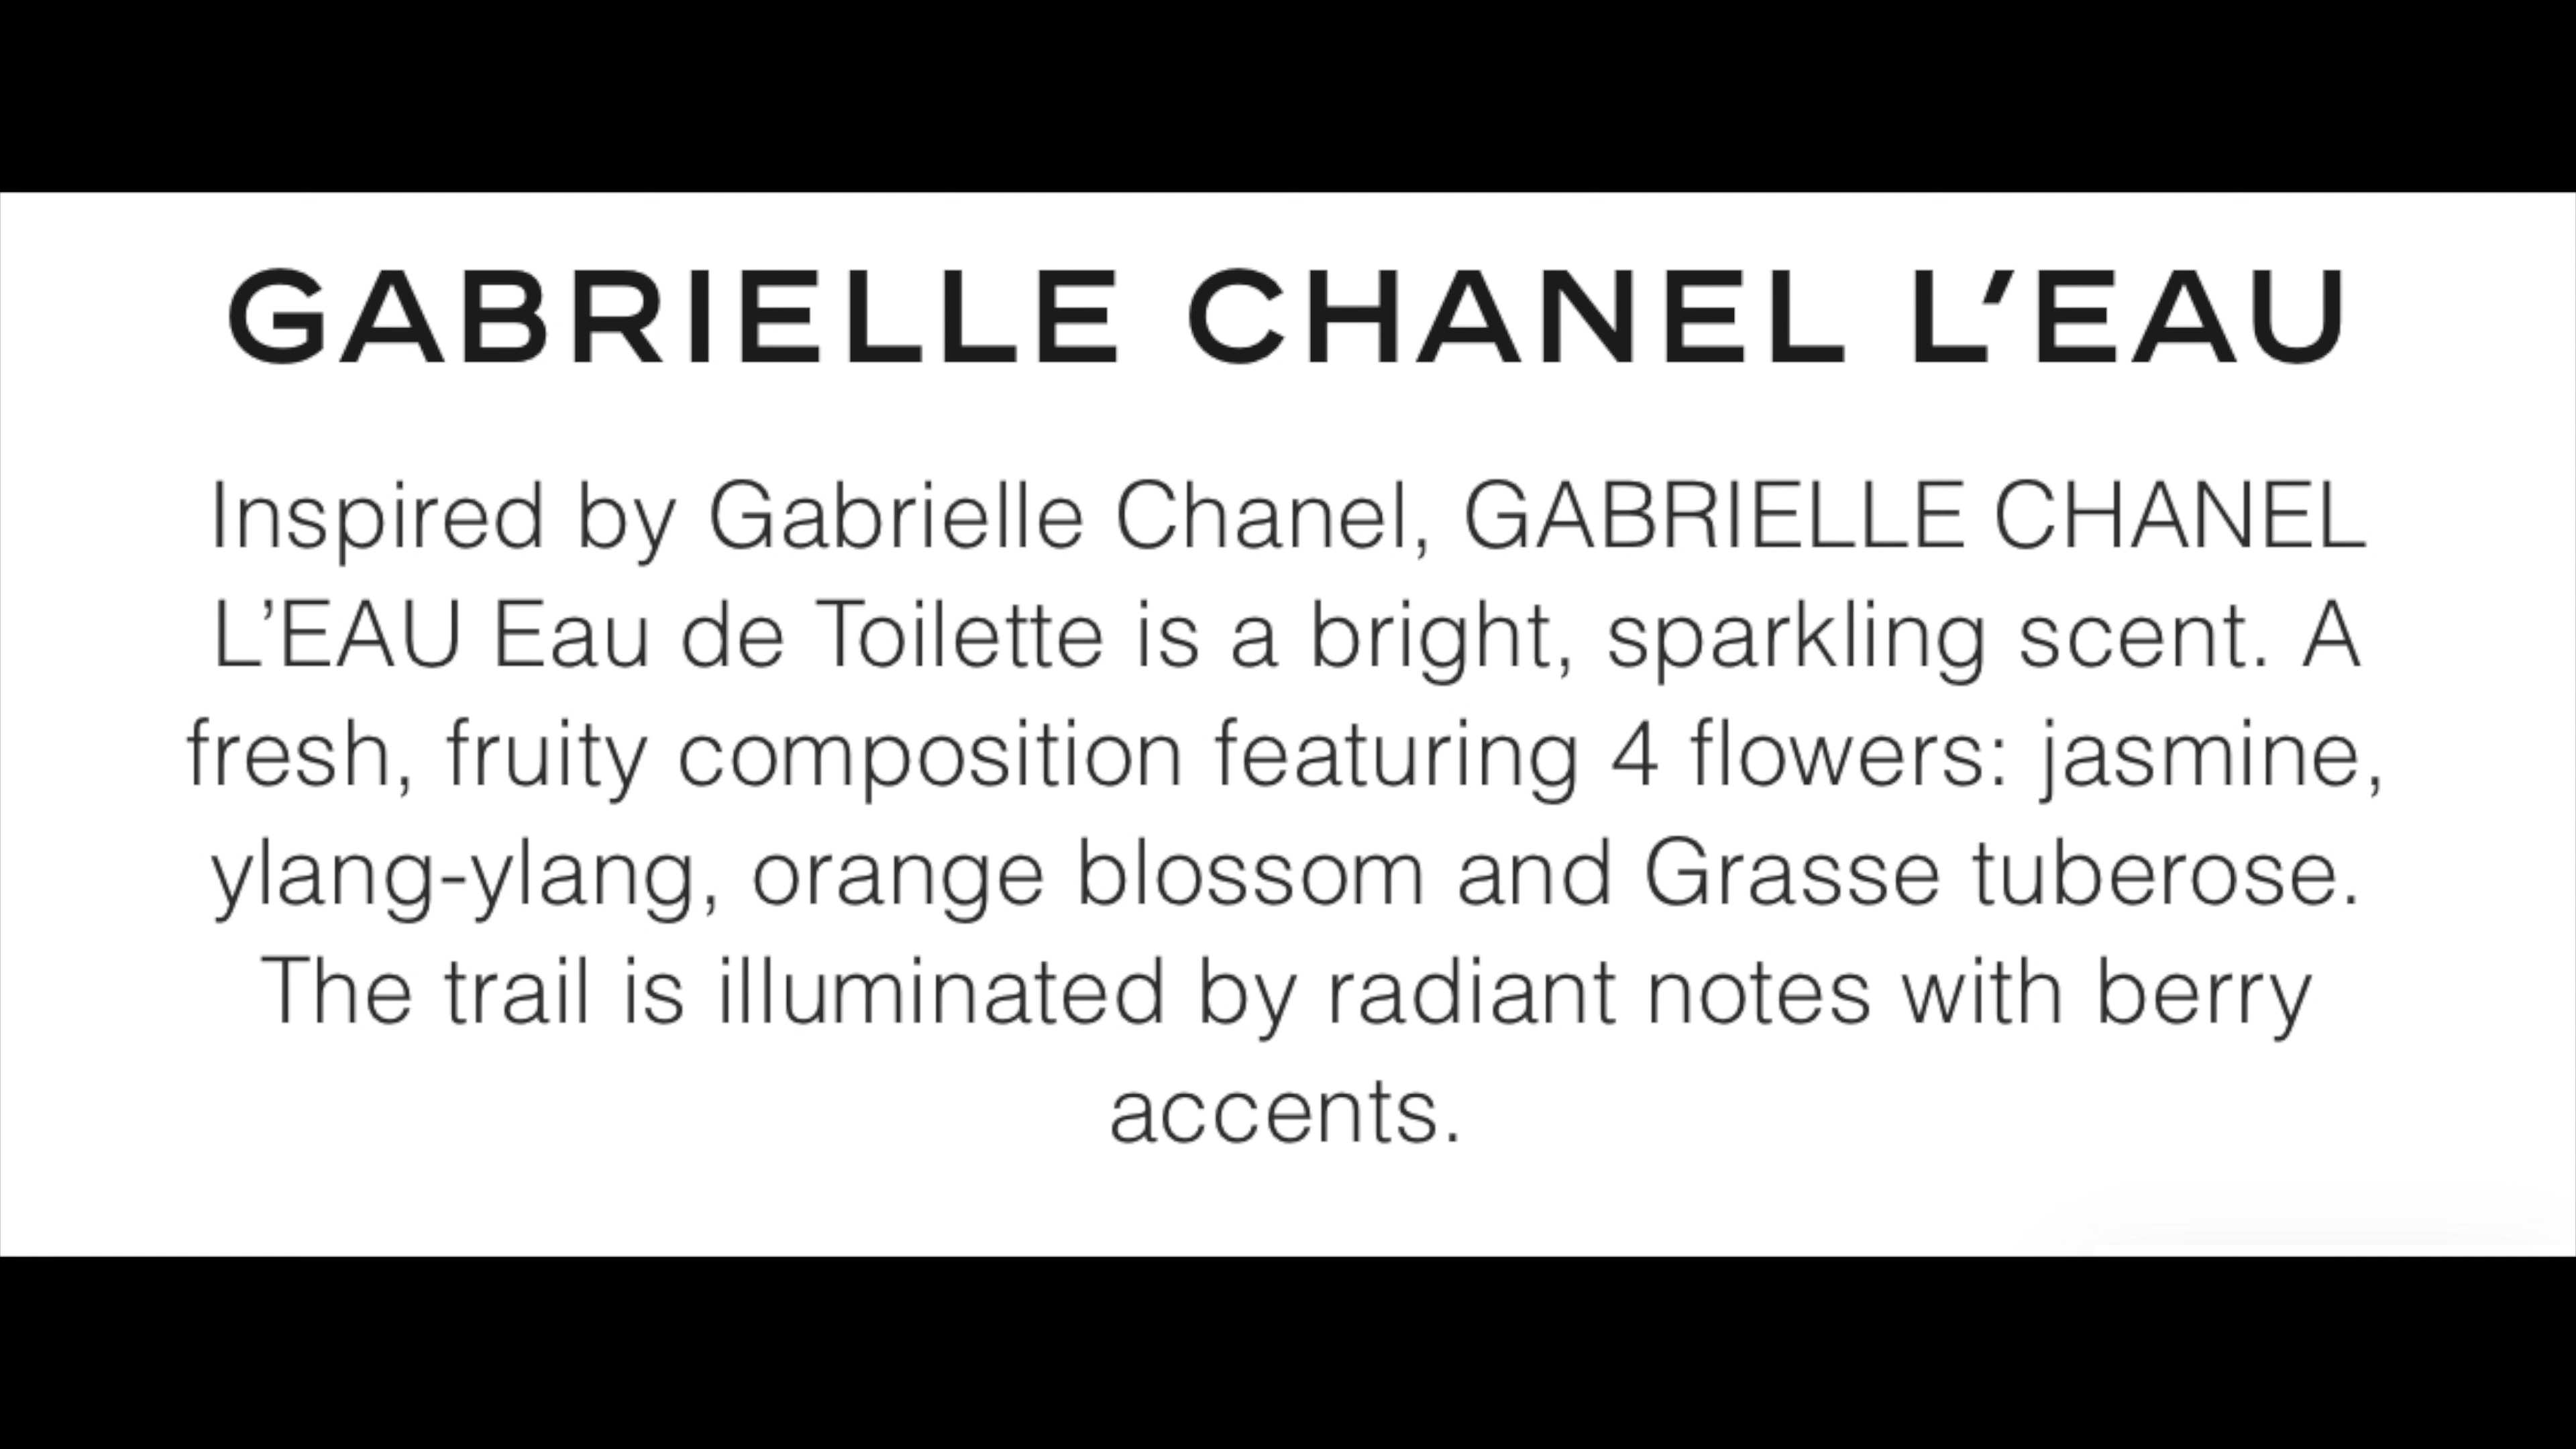 GABRIELLE CHANEL L’EAU
Inspired by Gabrielle Chanel, GABRIELLE CHANEL
L’EAU Eau de Toilette is a bright, sparkling scent. A
fresh, fruity composition featuring 4 flowers: jasmine,
ylang-ylang, orange blossom and Grasse tuberose.
The trail is illuminated by radiant notes with berry
accents.